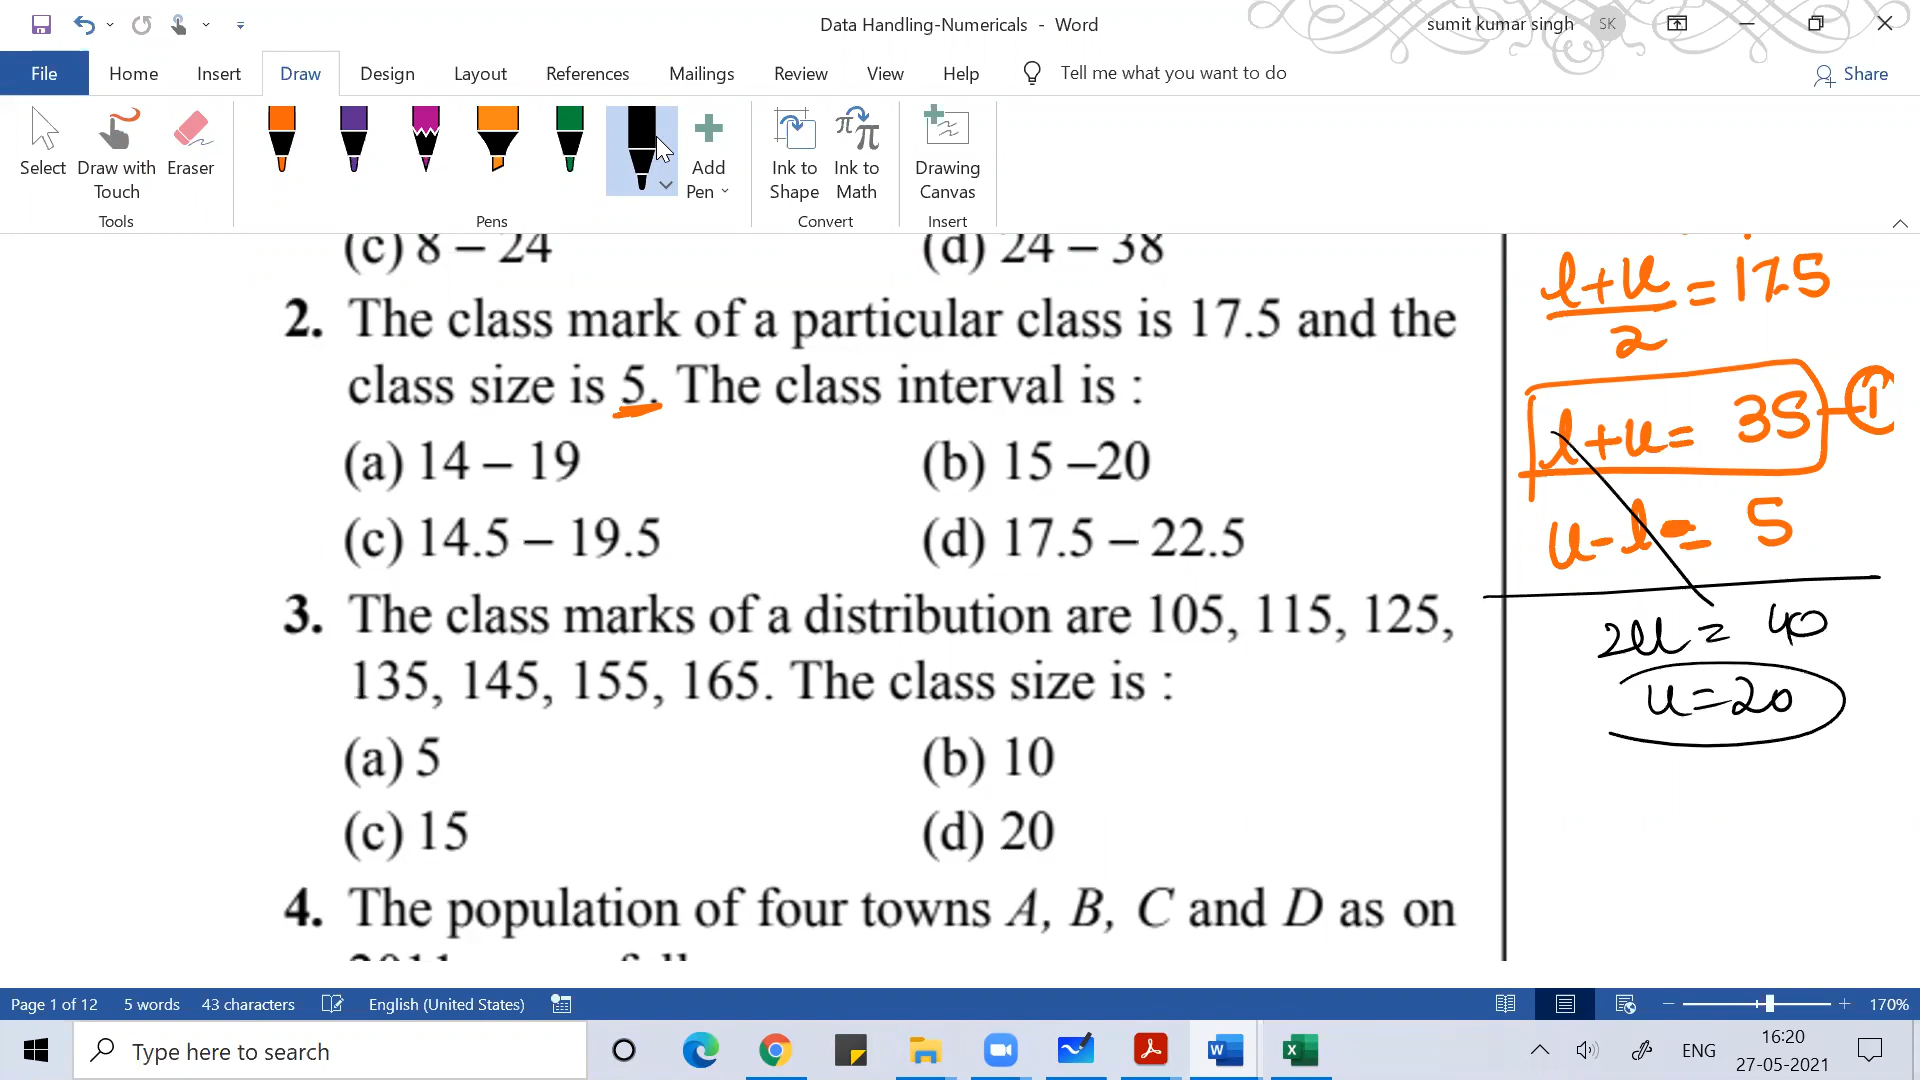 Data Handling-Numericals - Word
sumit kumar singh
SK
File
Home
Insert
Draw
Design
Layout
References
Mailings
Review
View
Help
Tell me what you want to do
Share
Select
Draw with Touch
Eraser
Add Pen
Ink to Shape
Ink to Math
Drawing Canvas
Tools
Pens
Convert
Insert
(c) 8 – 24
(d) 24 – 38
2. The class mark of a particular class is 17.5 and the
class size is 5. The class interval is :
(a) 14 – 19
(b) 15 –20
(c) 14.5 – 19.5
(d) 17.5 – 22.5
3. The class marks of a distribution are 105, 115, 125,
135, 145, 155, 165. The class size is :
(a) 5
(b) 10
(c) 15
(d) 20
4. The population of four towns A, B, C and D as on
l+u/2 = 17.5
l+u = 35 – 1
u-l = 5
2u = 40
u=20
Page 1 of 12
5 words
43 characters
English (United States)
170%
Type here to search
ENG
16:20
27-05-2021